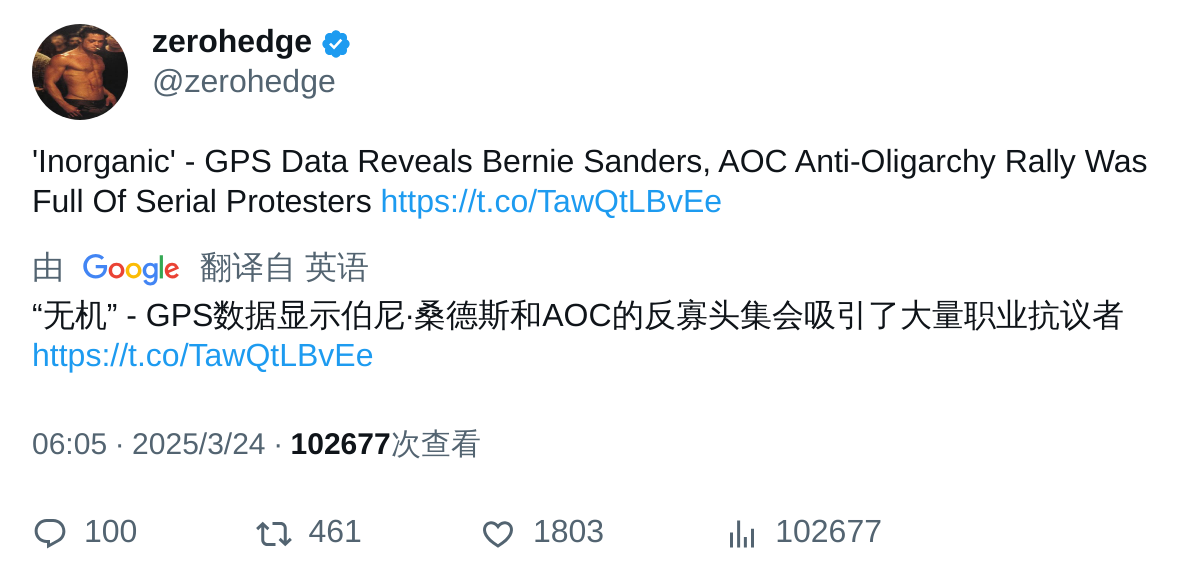 zerohedge
@zerohedge
'Inorganic' - GPS Data Reveals Bernie Sanders, AOC Anti-Oligarchy Rally Was
Full Of Serial Protesters https://t.co/TawQtLBvEe
由 Google 翻译自 英语
“无机” - GPS数据显示伯尼·桑德斯和AOC的反寡头集会吸引了大量职业抗议者
https://t.co/TawQtLBvEe
06:05 · 2025/3/24 · 102677次查看
100 461 1803 102677